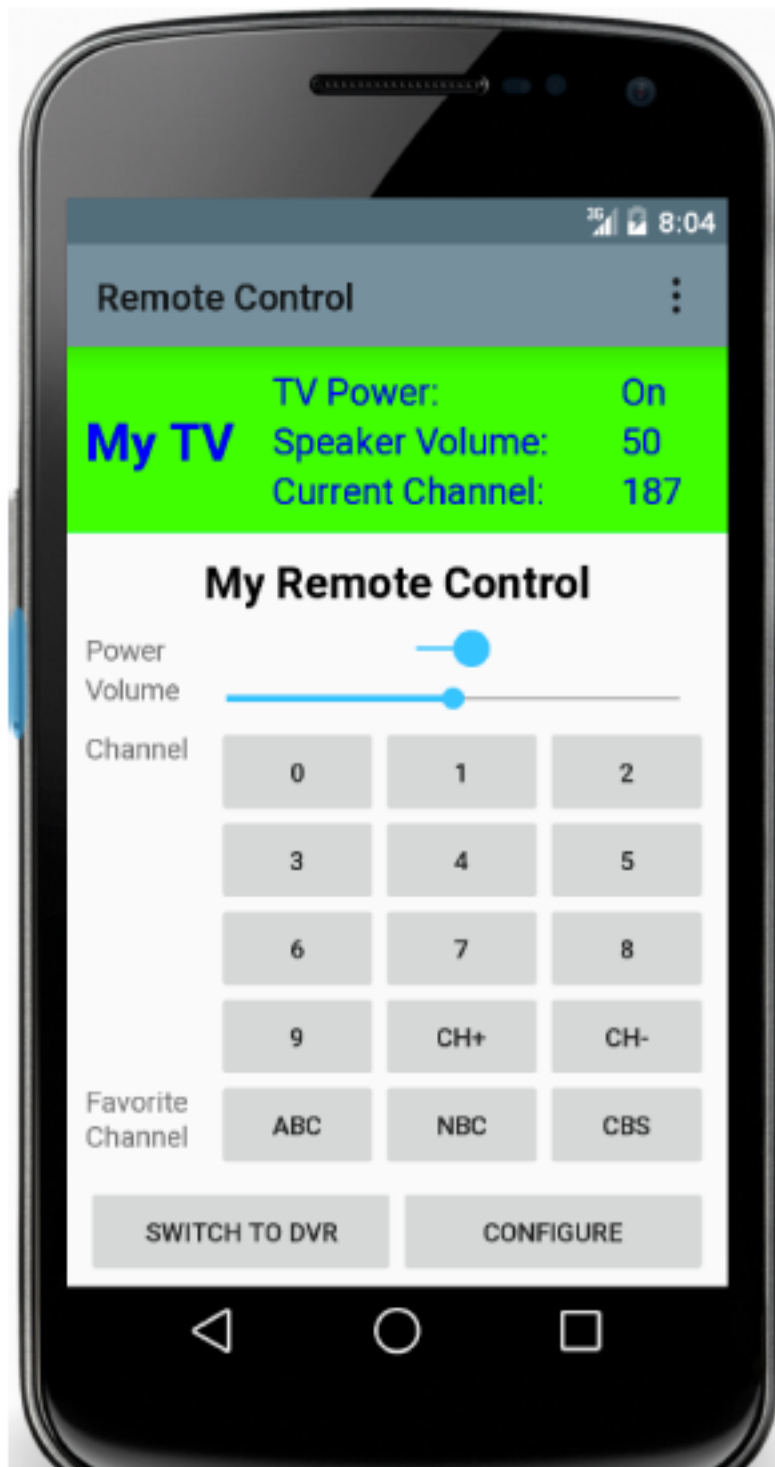 3G 8:04
Remote Control
My TV
TV Power: On
Speaker Volume: 50
Current Channel: 187
My Remote Control
Power
Volume
Channel
0 1 2
3 4 5
6 7 8
9 CH+ CH-
Favorite
Channel
ABC NBC CBS
SWITCH TO DVR CONFIGURE